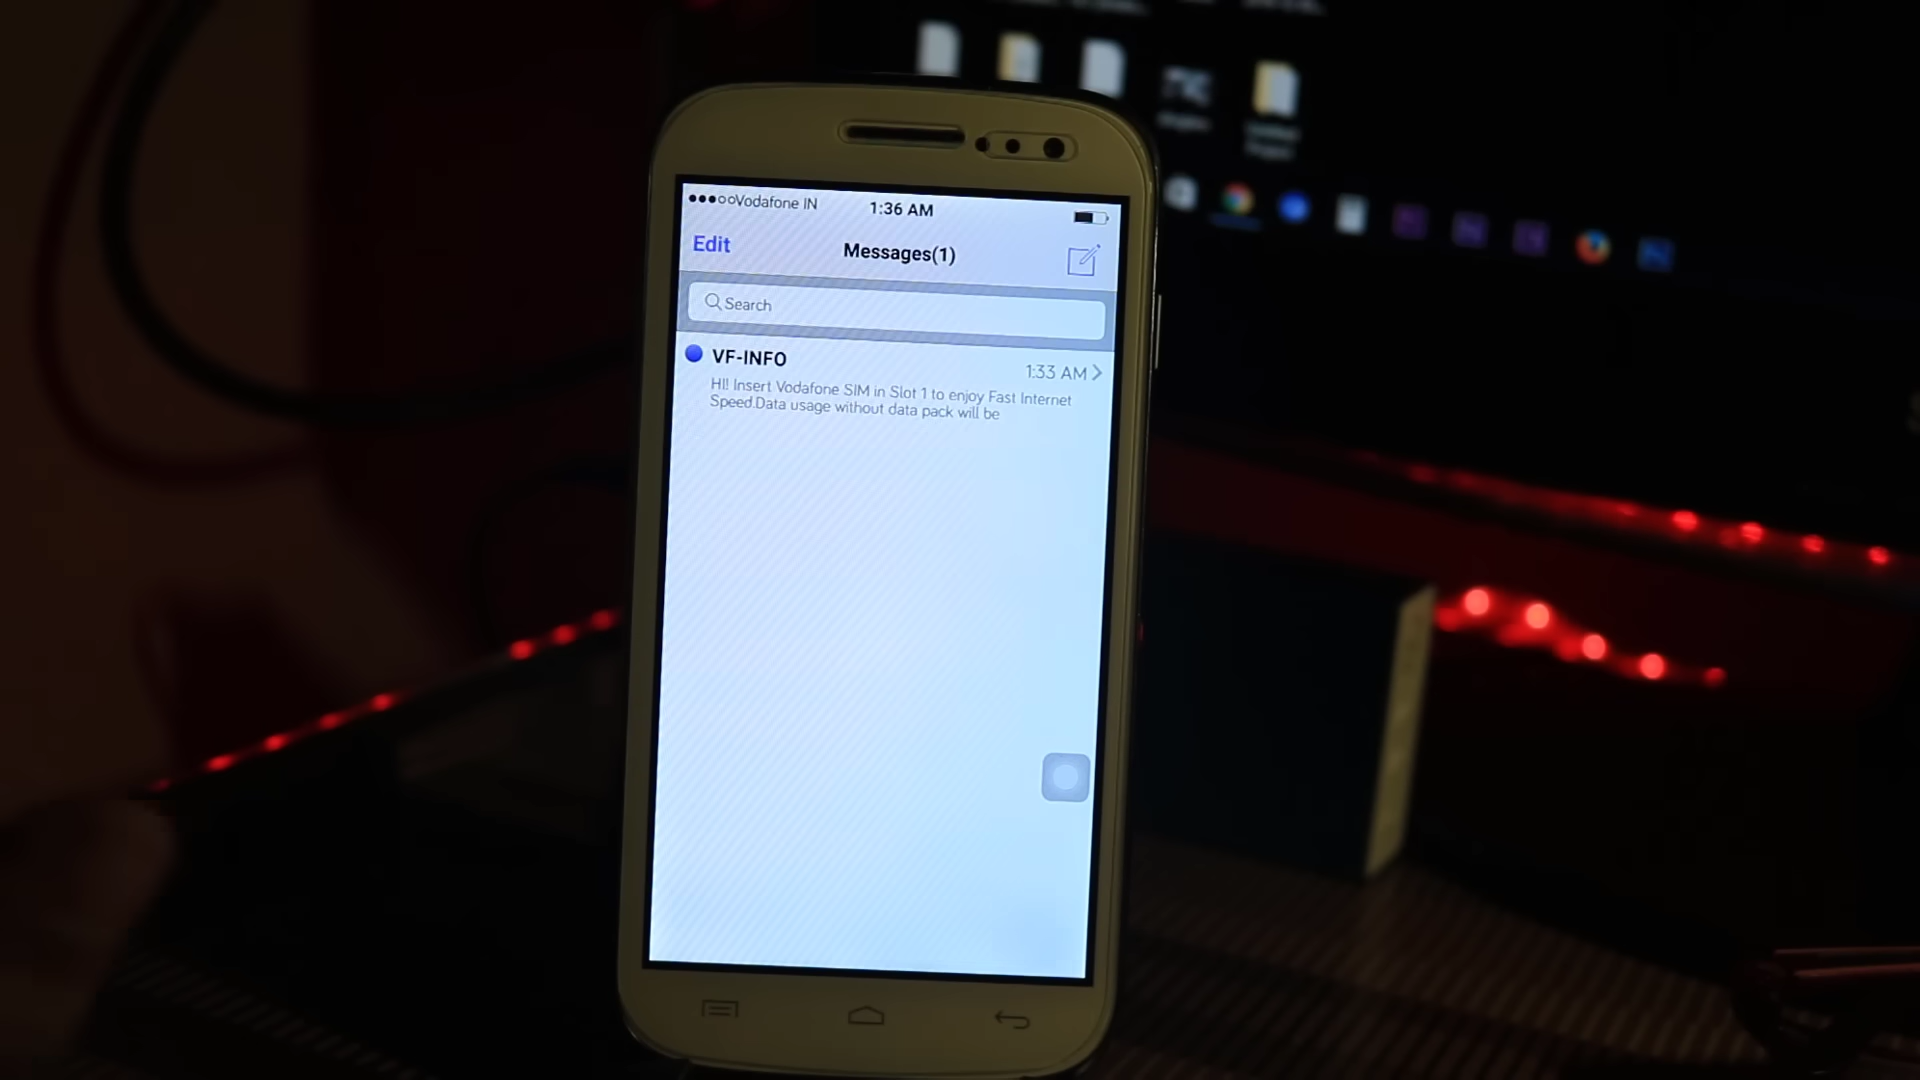 Vodafone IN
1:36 AM
Edit
Messages(1)
Search
VF-INFO
1:33 AM
HI! Insert Vodafone SIM in Slot 1 to enjoy Fast Internet
Speed.Data usage without data pack will be